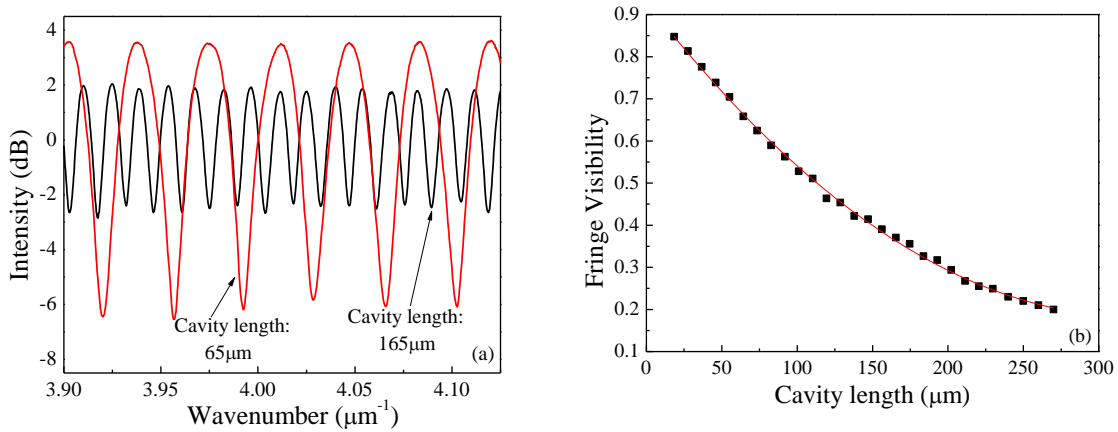 4
2
0
-2
-4
-6
-8
Intensity (dB)
3.90
3.95
4.00
4.05
4.10
Wavenumber (μm⁻¹)
Cavity length:
65μm
Cavity length:
165μm
(a)
0.9
0.8
0.7
0.6
0.5
0.4
0.3
0.2
0.1
Fringe Visibility
0
50
100
150
200
250
300
Cavity length (μm)
(b)